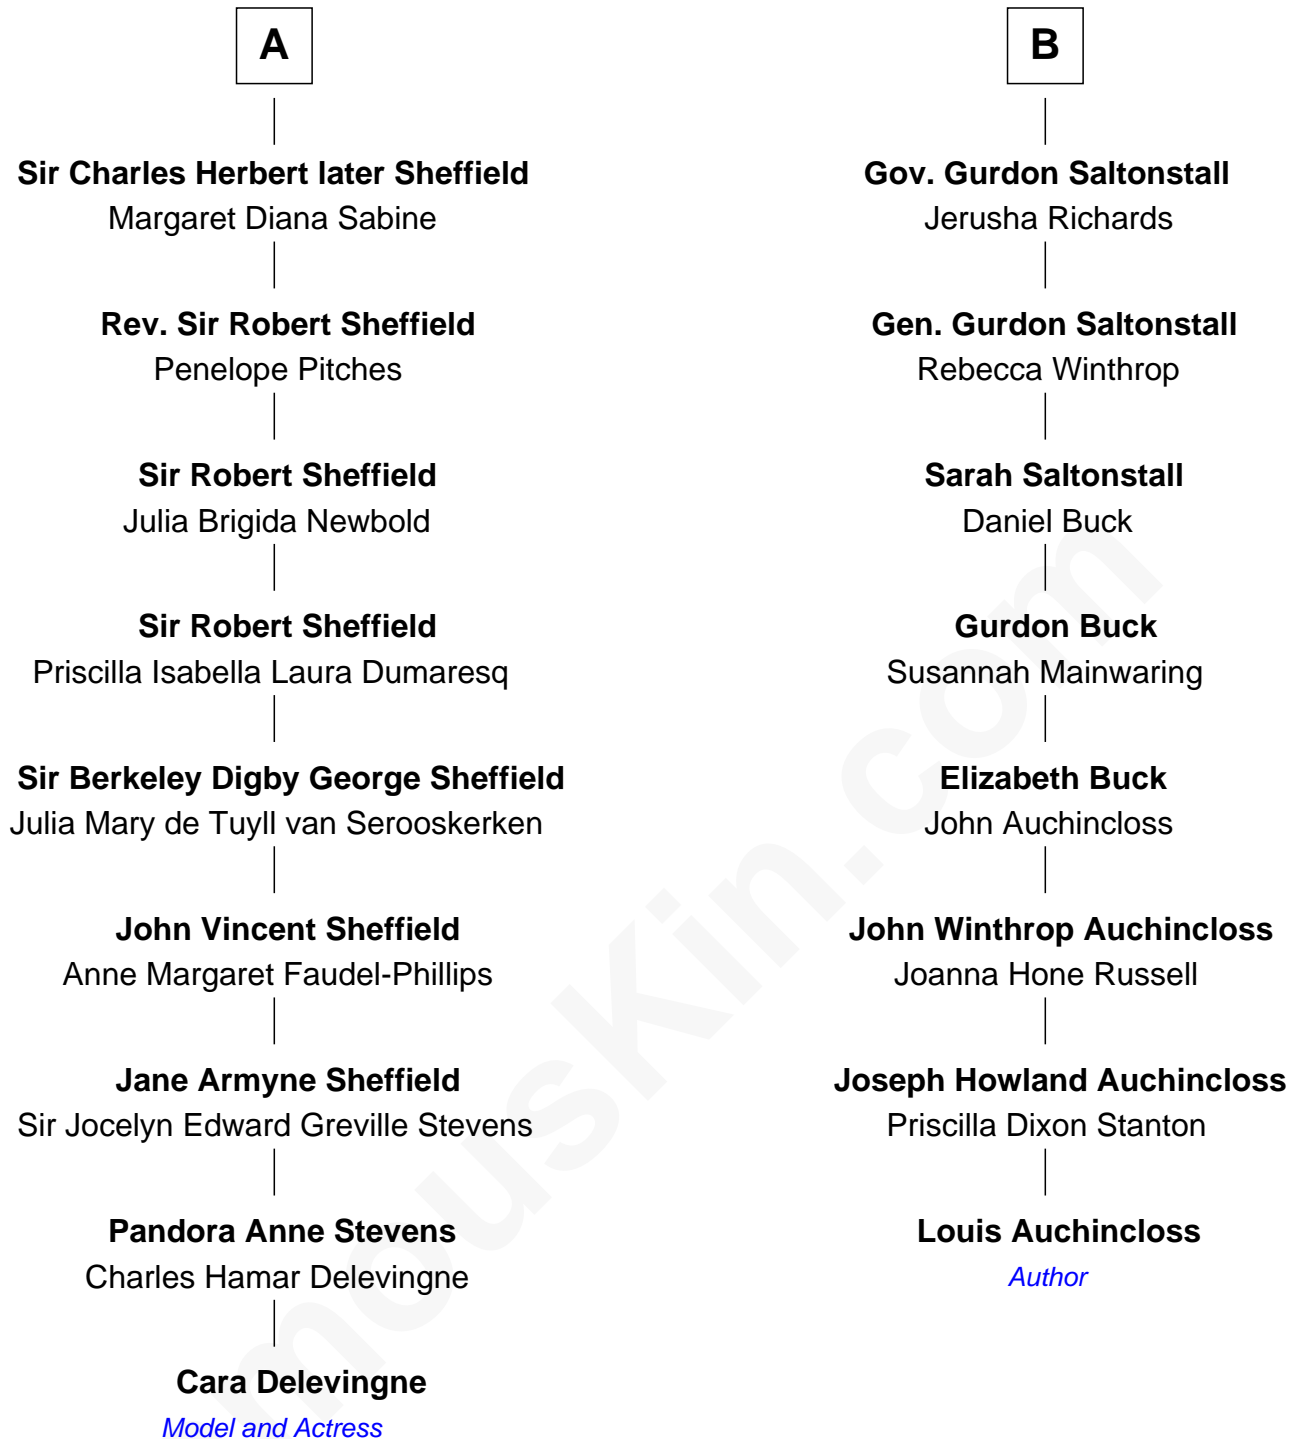 A
Sir Charles Herbert later Sheffield
Margaret Diana Sabine
Rev. Sir Robert Sheffield
Penelope Pitches
Sir Robert Sheffield
Julia Brigida Newbold
Sir Robert Sheffield
Priscilla Isabella Laura Dumaresq
Sir Berkeley Digby George Sheffield
Julia Mary de Tuyll van Serooskerken
John Vincent Sheffield
Anne Margaret Faudel-Phillips
Jane Armyne Sheffield
Sir Jocelyn Edward Greville Stevens
Pandora Anne Stevens
Charles Hamar Delevingne
Cara Delevingne
Model and Actress
B
Gov. Gurdon Saltonstall
Jerusha Richards
Gen. Gurdon Saltonstall
Rebecca Winthrop
Sarah Saltonstall
Daniel Buck
Gurdon Buck
Susannah Mainwaring
Elizabeth Buck
John Auchincloss
John Winthrop Auchincloss
Joanna Hone Russell
Joseph Howland Auchincloss
Priscilla Dixon Stanton
Louis Auchincloss
Author
mouskin.com